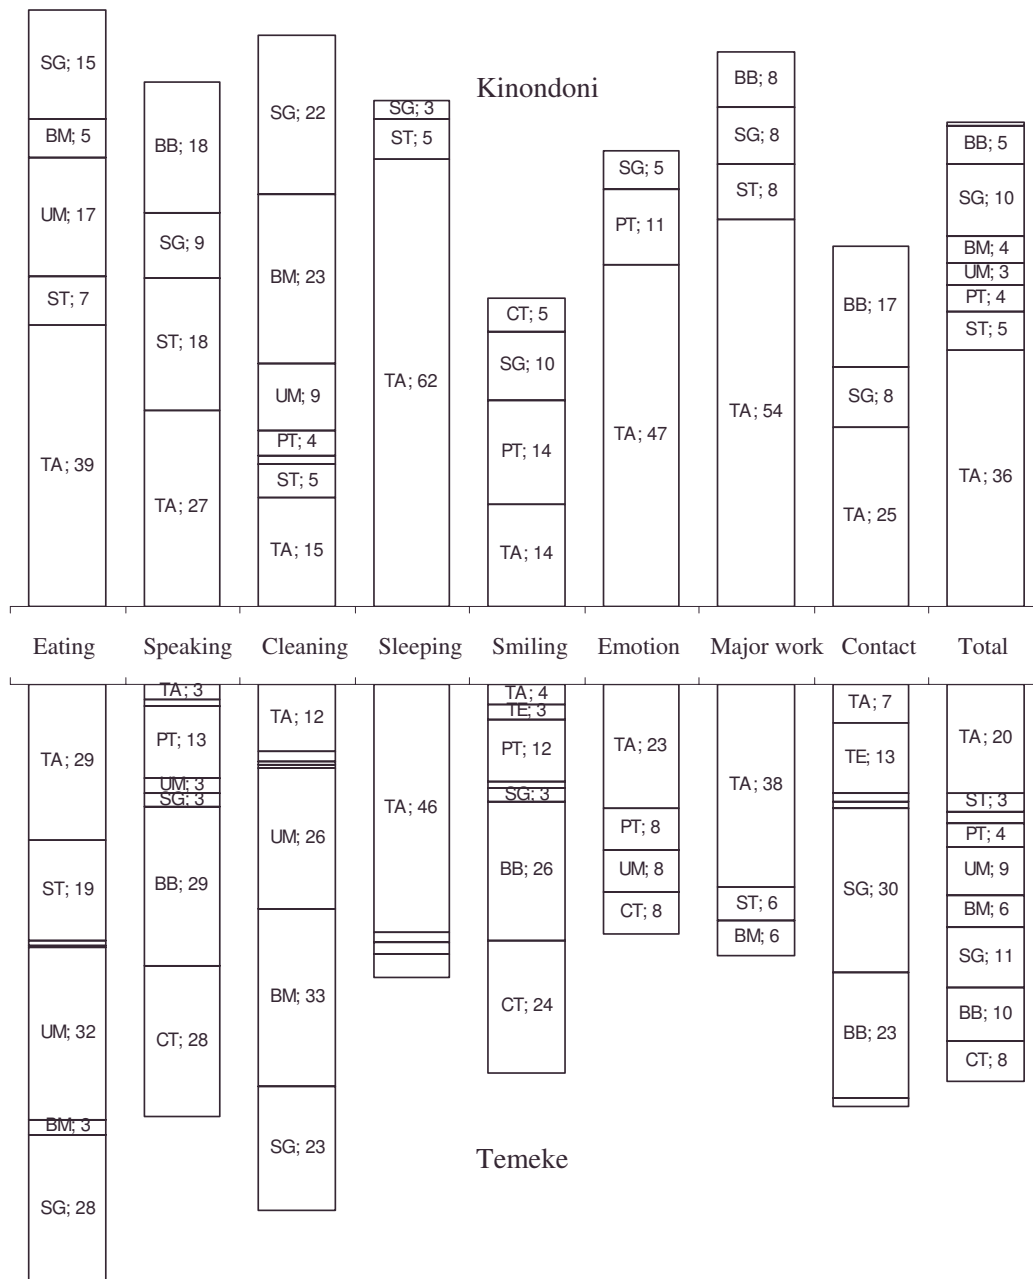 Kinondoni
SG; 15
BM; 5
UM; 17
ST; 7
TA; 39
BB; 18
SG; 9
ST; 18
TA; 27
SG; 22
BM; 23
UM; 9
PT; 4
ST; 5
TA; 15
SG; 3
ST; 5
TA; 62
CT; 5
SG; 10
PT; 14
TA; 14
SG; 5
PT; 11
TA; 47
BB; 8
SG; 8
ST; 8
TA; 54
BB; 17
SG; 8
TA; 25
BB; 5
SG; 10
BM; 4
UM; 3
PT; 4
ST; 5
TA; 36
Eating Speaking Cleaning Sleeping Smiling Emotion Major work Contact Total
TA; 29
ST; 19
UM; 32
BM; 3
SG; 28
TA; 3
PT; 13
UM; 3
SG; 3
BB; 29
CT; 28
TA; 12
UM; 26
BM; 33
SG; 23
TA; 46
TA; 4
TE; 3
PT; 12
SG; 3
BB; 26
CT; 24
TA; 23
PT; 8
UM; 8
CT; 8
TA; 38
ST; 6
BM; 6
TA; 7
TE; 13
SG; 30
BB; 23
TA; 20
ST; 3
PT; 4
UM; 9
BM; 6
SG; 11
BB; 10
CT; 8
Temeke